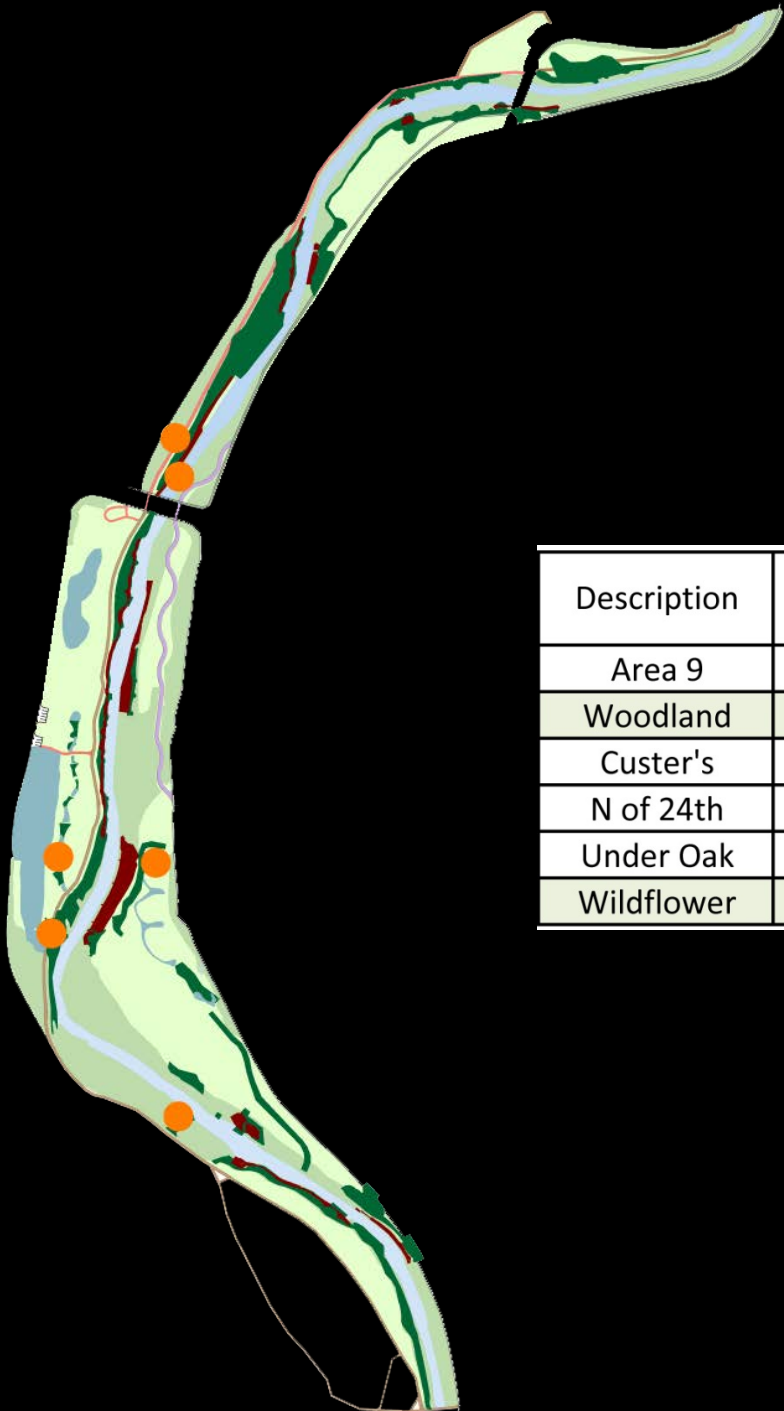 Description
Area 9
Woodland
Custer's
N of 24th
Under Oak
Wildflower